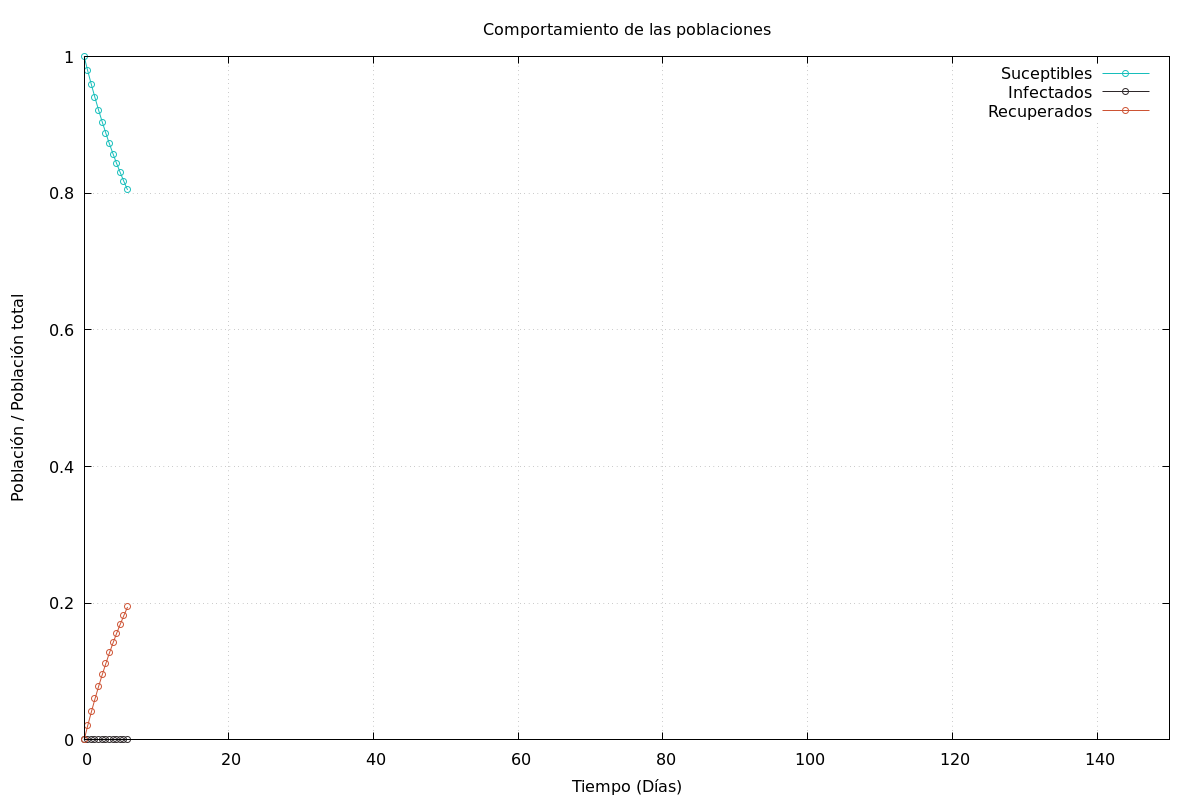 Comportamiento de las poblaciones
Suceptibles
Infectados
Recuperados
1
0.8
0.6
0.4
0.2
0
Población / Población total
0 20 40 60 80 100 120 140
Tiempo (Días)